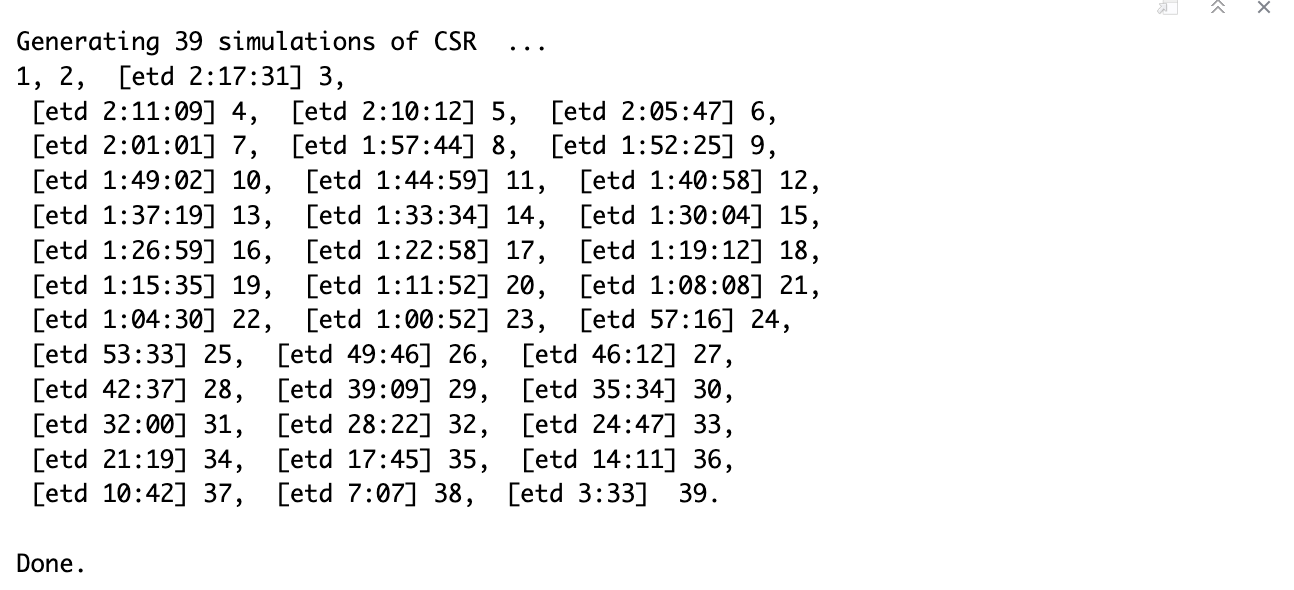 Generating 39 simulations of CSR  ...
1, 2,  [etd 2:17:31] 3,
[etd 2:11:09] 4,  [etd 2:10:12] 5,  [etd 2:05:47] 6,
[etd 2:01:01] 7,  [etd 1:57:44] 8,  [etd 1:52:25] 9,
[etd 1:49:02] 10,  [etd 1:44:59] 11,  [etd 1:40:58] 12,
[etd 1:37:19] 13,  [etd 1:33:34] 14,  [etd 1:30:04] 15,
[etd 1:26:59] 16,  [etd 1:22:58] 17,  [etd 1:19:12] 18,
[etd 1:15:35] 19,  [etd 1:11:52] 20,  [etd 1:08:08] 21,
[etd 1:04:30] 22,  [etd 1:00:52] 23,  [etd 57:16] 24,
[etd 53:33] 25,  [etd 49:46] 26,  [etd 46:12] 27,
[etd 42:37] 28,  [etd 39:09] 29,  [etd 35:34] 30,
[etd 32:00] 31,  [etd 28:22] 32,  [etd 24:47] 33,
[etd 21:19] 34,  [etd 17:45] 35,  [etd 14:11] 36,
[etd 10:42] 37,  [etd 7:07] 38,  [etd 3:33]  39.
Done.